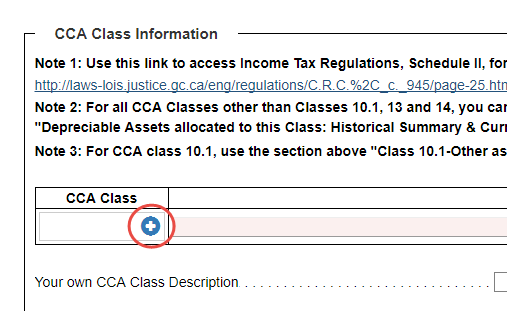 CCA Class Information
Note 1: Use this link to access Income Tax Regulations, Schedule II, fo
http://laws-lois.justice.gc.ca/eng/regulations/C.R.C.%2C_c._945/page-25.htm
Note 2: For all CCA Classes other than Classes 10.1, 13 and 14, you can
"Depreciable Assets allocated to this Class: Historical Summary & Curr
Note 3: For CCA class 10.1, use the section above "Class 10.1-Other as
CCA Class
Your own CCA Class Description